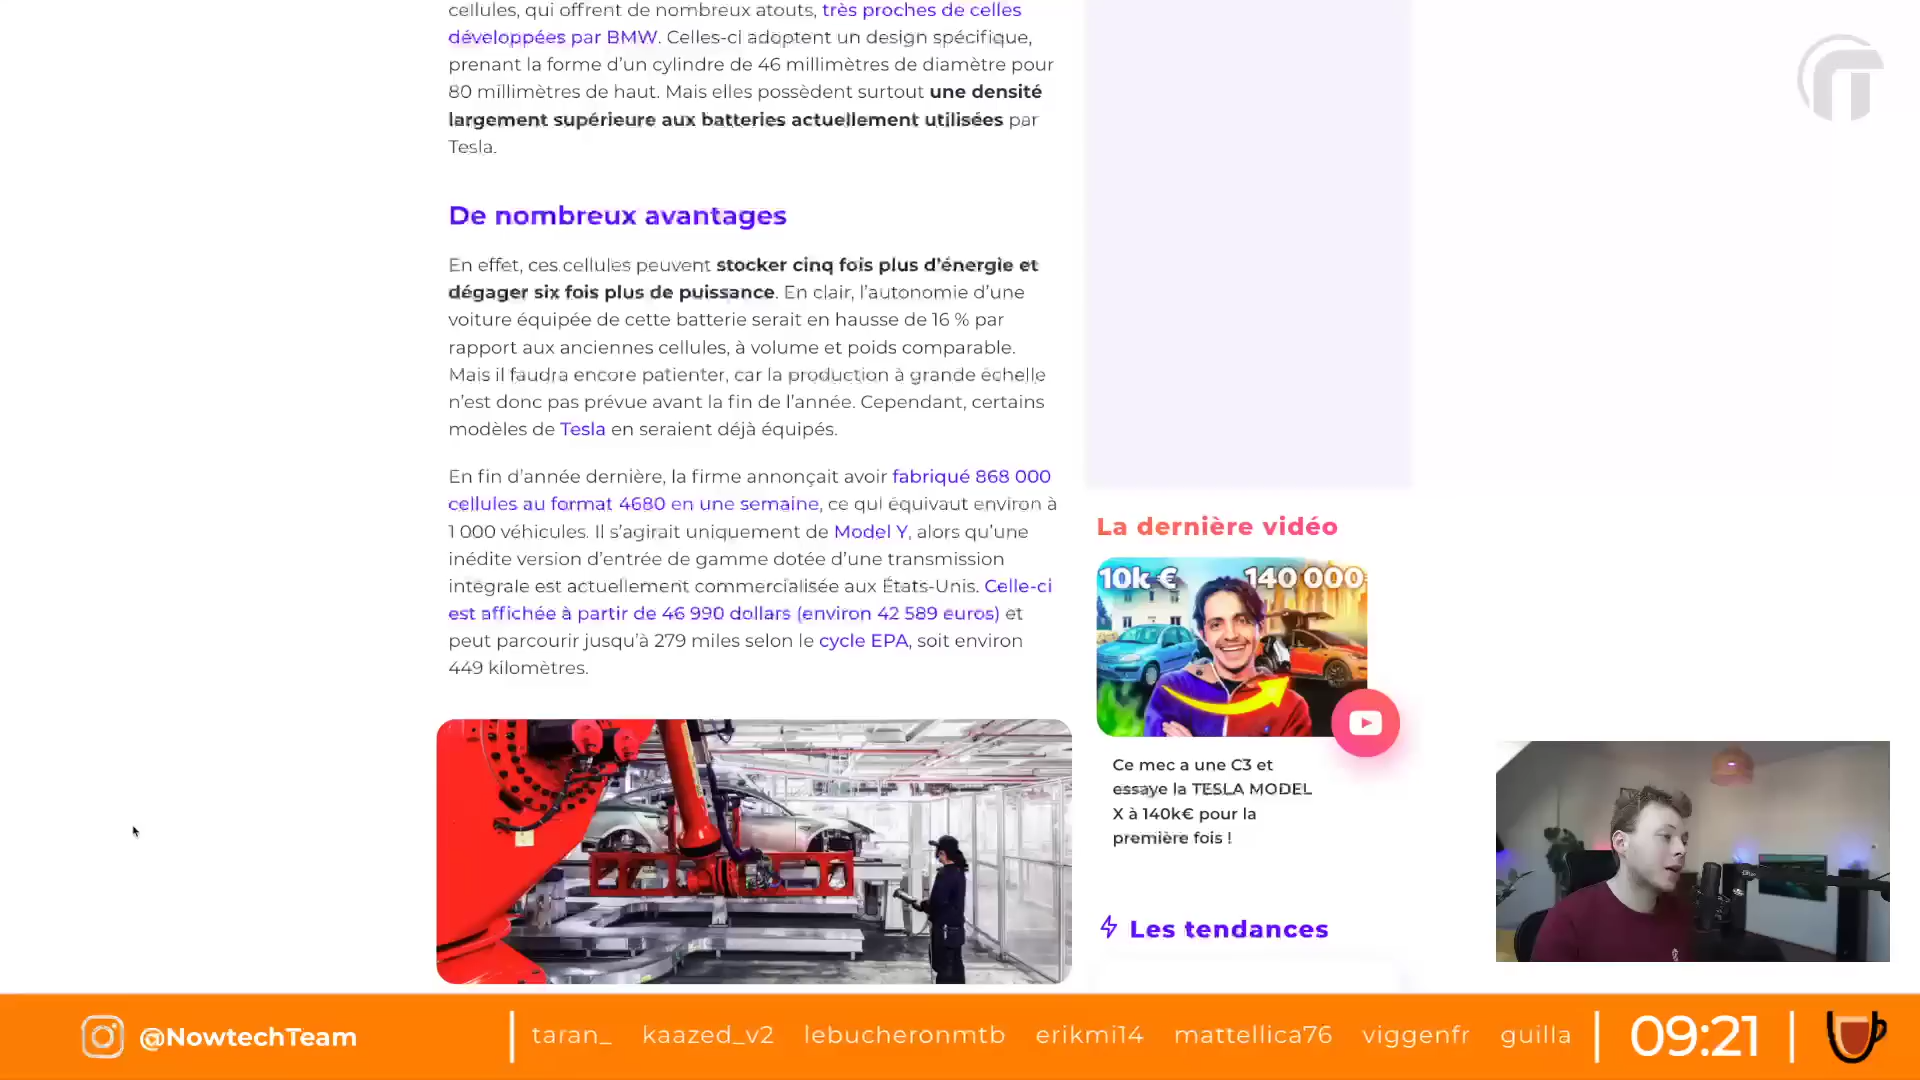 cellules, qui offrent de nombreux atouts, très proches de celles
développées par BMW. Celles-ci adoptent un design spécifique,
prenant la forme d’un cylindre de 46 millimètres de diamètre pour
80 millimètres de haut. Mais elles possèdent surtout une densité
largement supérieure aux batteries actuellement utilisées par
Tesla.
De nombreux avantages
En effet, ces cellules peuvent stocker cinq fois plus d’énergie et
dégager six fois plus de puissance. En clair, l’autonomie d’une
voiture équipée de cette batterie serait en hausse de 16 % par
rapport aux anciennes cellules, à volume et poids comparable.
Mais il faudra encore patienter, car la production à grande échelle
n’est donc pas prévue avant la fin de l’année. Cependant, certains
modèles de Tesla en seraient déjà équipés.
En fin d’année dernière, la firme annonçait avoir fabriqué 868 000
cellules au format 4680 en une semaine, ce qui équivaut environ à
1 000 véhicules. Il s’agirait uniquement de Model Y, alors qu’une
inédite version d’entrée de gamme dotée d’une transmission
intégrale est actuellement commercialisée aux États-Unis. Celle-ci
est affichée à partir de 46 990 dollars (environ 42 589 euros) et
peut parcourir jusqu’à 279 miles selon le cycle EPA, soit environ
449 kilomètres.
La dernière vidéo
10k € 140 000
Ce mec a une C3 et
essaye la TESLA MODEL
X à 140k€ pour la
première fois !
Les tendances
@NowtechTeam
taran_ kaazed_v2 lebucheronmtb erikmi14 mattellica76 viggenfr guilla
09:21